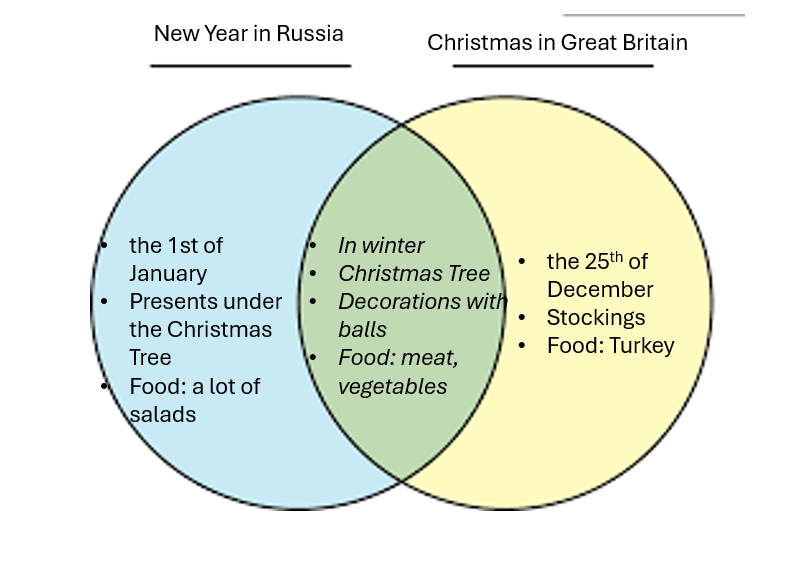 New Year in Russia
Christmas in Great Britain
• the 1st of
January
• Presents under
the Christmas
Tree
• Food: a lot of
salads
• In winter
• Christmas Tree
• Decorations with
balls
• Food: meat,
vegetables
• the 25th of
December
• Stockings
• Food: Turkey